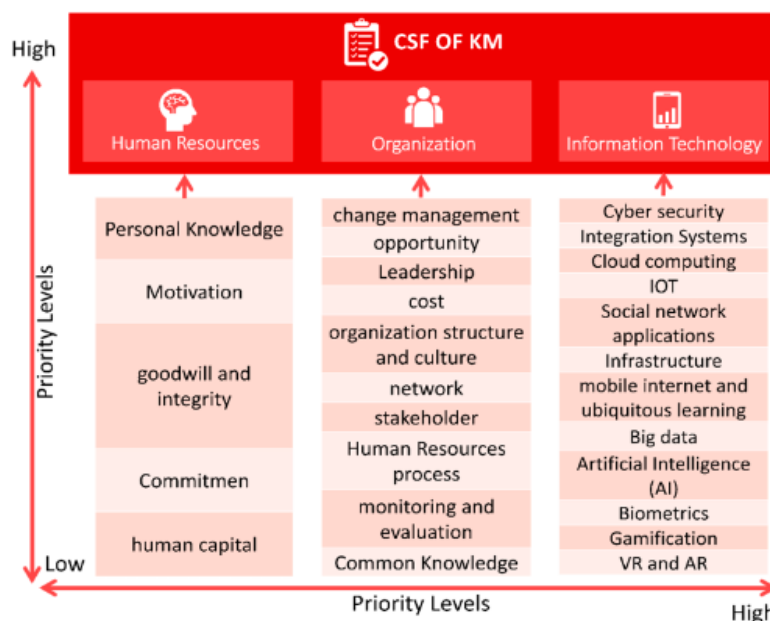 CSF OF KM
High
Human Resources
Organization
Information Technology
Personal Knowledge
Motivation
goodwill and
integrity
Commitmen
human capital
change management
opportunity
Leadership
cost
organization structure
and culture
network
stakeholder
Human Resources
process
monitoring and
evaluation
Common Knowledge
Cyber security
Integration Systems
Cloud computing
IOT
Social network
applications
Infrastructure
mobile internet and
ubiquitous learning
Big data
Artificial Intelligence
(AI)
Biometrics
Gamification
VR and AR
Priority Levels
Low
Priority Levels
High